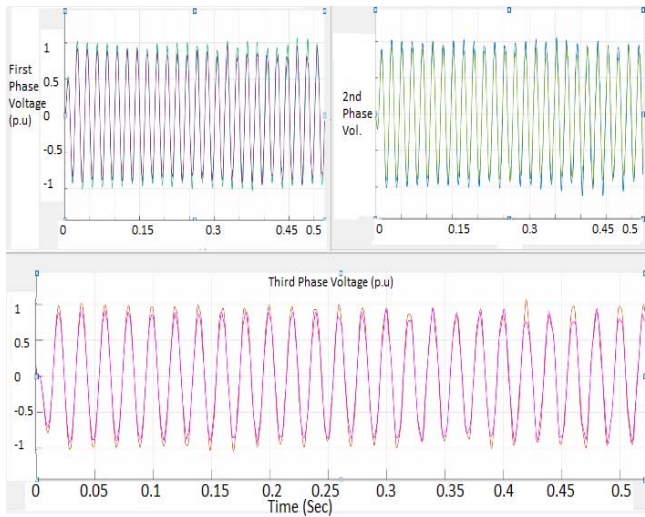 First
Phase
Voltage
(p.u)
1
0.5
0
-0.5
-1
0 0.15 0.3 0.45 0.5
2nd
Phase
Vol.
0 0.15 0.3 0.45 0.5
Third Phase Voltage (p.u)
1
0.5
0
-0.5
-1
0 0.05 0.1 0.15 0.2 0.25 0.3 0.35 0.4 0.45 0.5
Time (Sec)